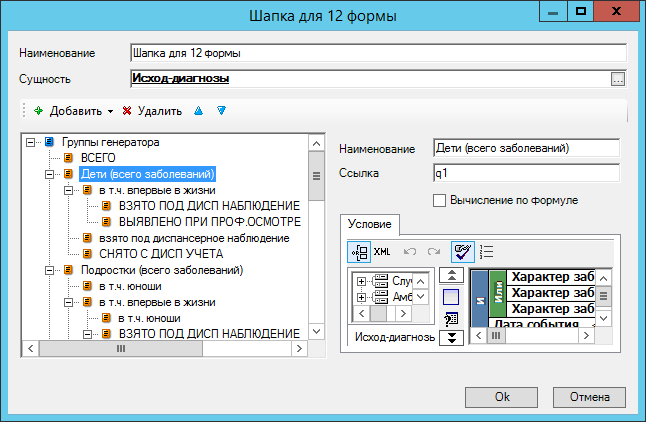 Шапка для 12 формы
Наименование Шапка для 12 формы
Сущность Исход-диагнозы ...
Добавить Удалить
Группы генератора
ВСЕГО
Дети (всего заболеваний)
в т.ч. впервые в жизни
ВЗЯТО ПОД ДИСП НАБЛЮДЕНИЕ
ВЫЯВЛЕНО ПРИ ПРОФ.ОСМОТРЕ
взято под диспансерное наблюдение
СНЯТО С ДИСП УЧЕТА
Подростки (всего заболеваний)
в т.ч. юноши
в т.ч. впервые в жизни
в т.ч. юноши
ВЗЯТО ПОД ДИСП НАБЛЮДЕНИЕ
Наименование Дети (всего заболеваний)
Ссылка q1
Вычисление по формуле
Условие
XML
Случ
Амб
Исход-диагнозь
И
Или
Характер заб
Характер заб
Характер заб
Дата события
Ok Отмена